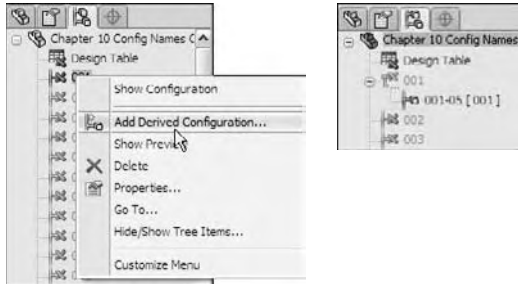 Chapter 10 Config Names C
Design Table
001
Show Configuration
Add Derived Configuration...
Show Preview
Delete
Properties...
Go To...
Hide/Show Tree Items...
Customize Menu
Chapter 10 Config Names
Design Table
001
001-05 [ 001 ]
002
003